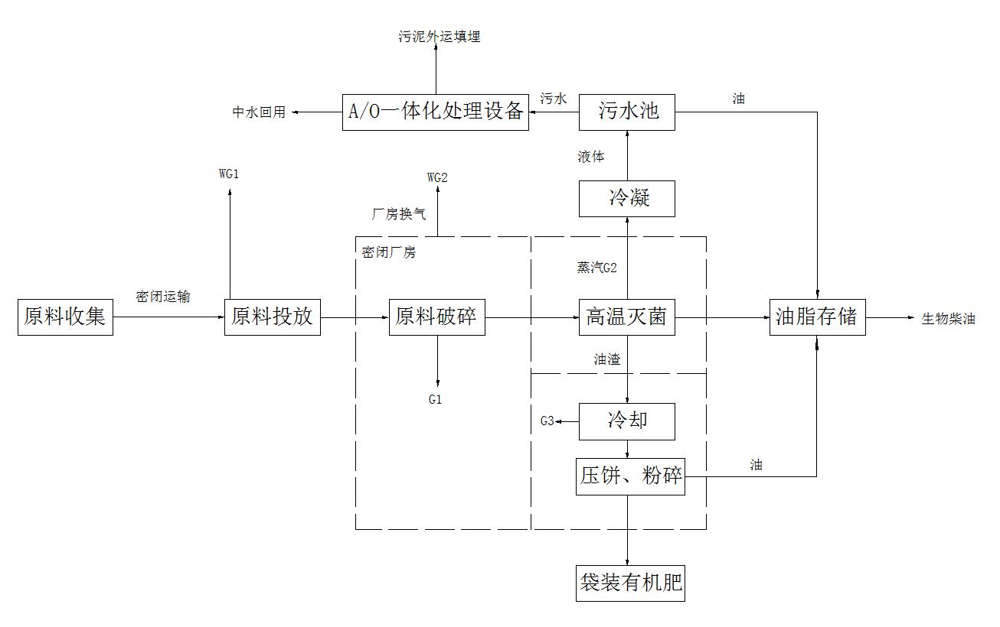 污泥外运填埋
中水回用
A/O一体化处理设备
污水
污水池
油
液体
WG1
WG2
冷凝
厂房换气
密闭厂房
蒸汽G2
密闭运输
原料收集
原料投放
原料破碎
高温灭菌
油脂存储
生物柴油
油渣
G1
G3
冷却
压饼、粉碎
油
袋装有机肥